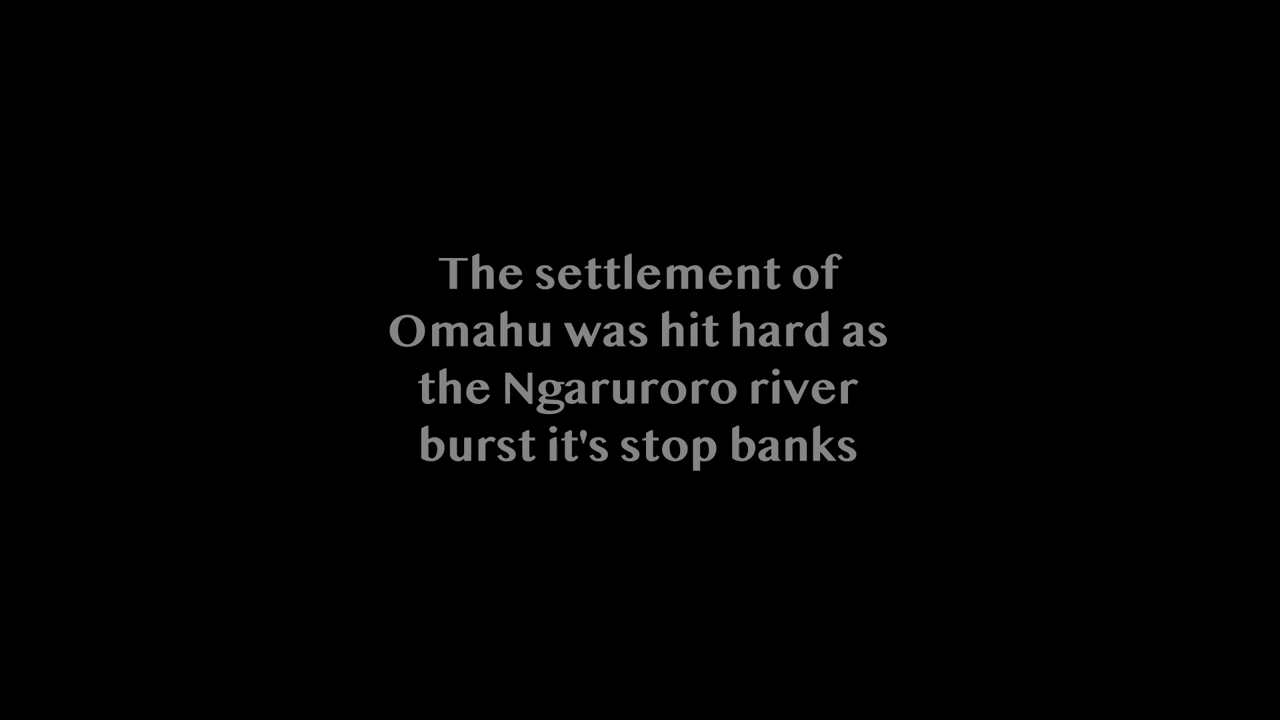 The settlement of
Omahu was hit hard as
the Ngaruroro river
burst it's stop banks